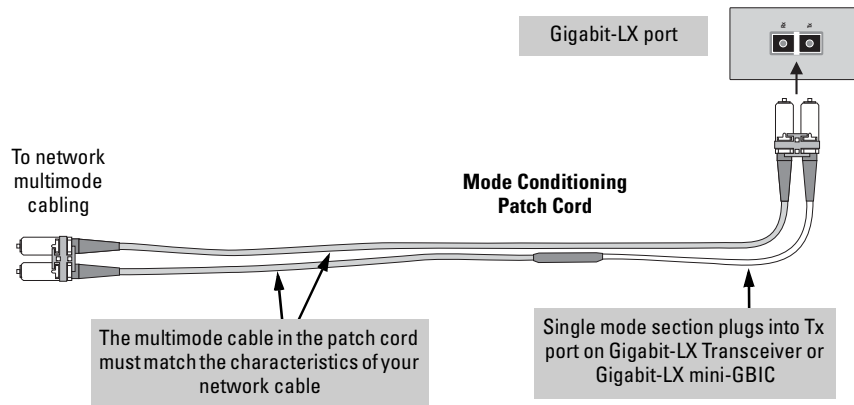 Gigabit-LX port
To network
multimode
cabling
Mode Conditioning
Patch Cord
The multimode cable in the patch cord
must match the characteristics of your
network cable
Single mode section plugs into Tx
port on Gigabit-LX Transceiver or
Gigabit-LX mini-GBIC